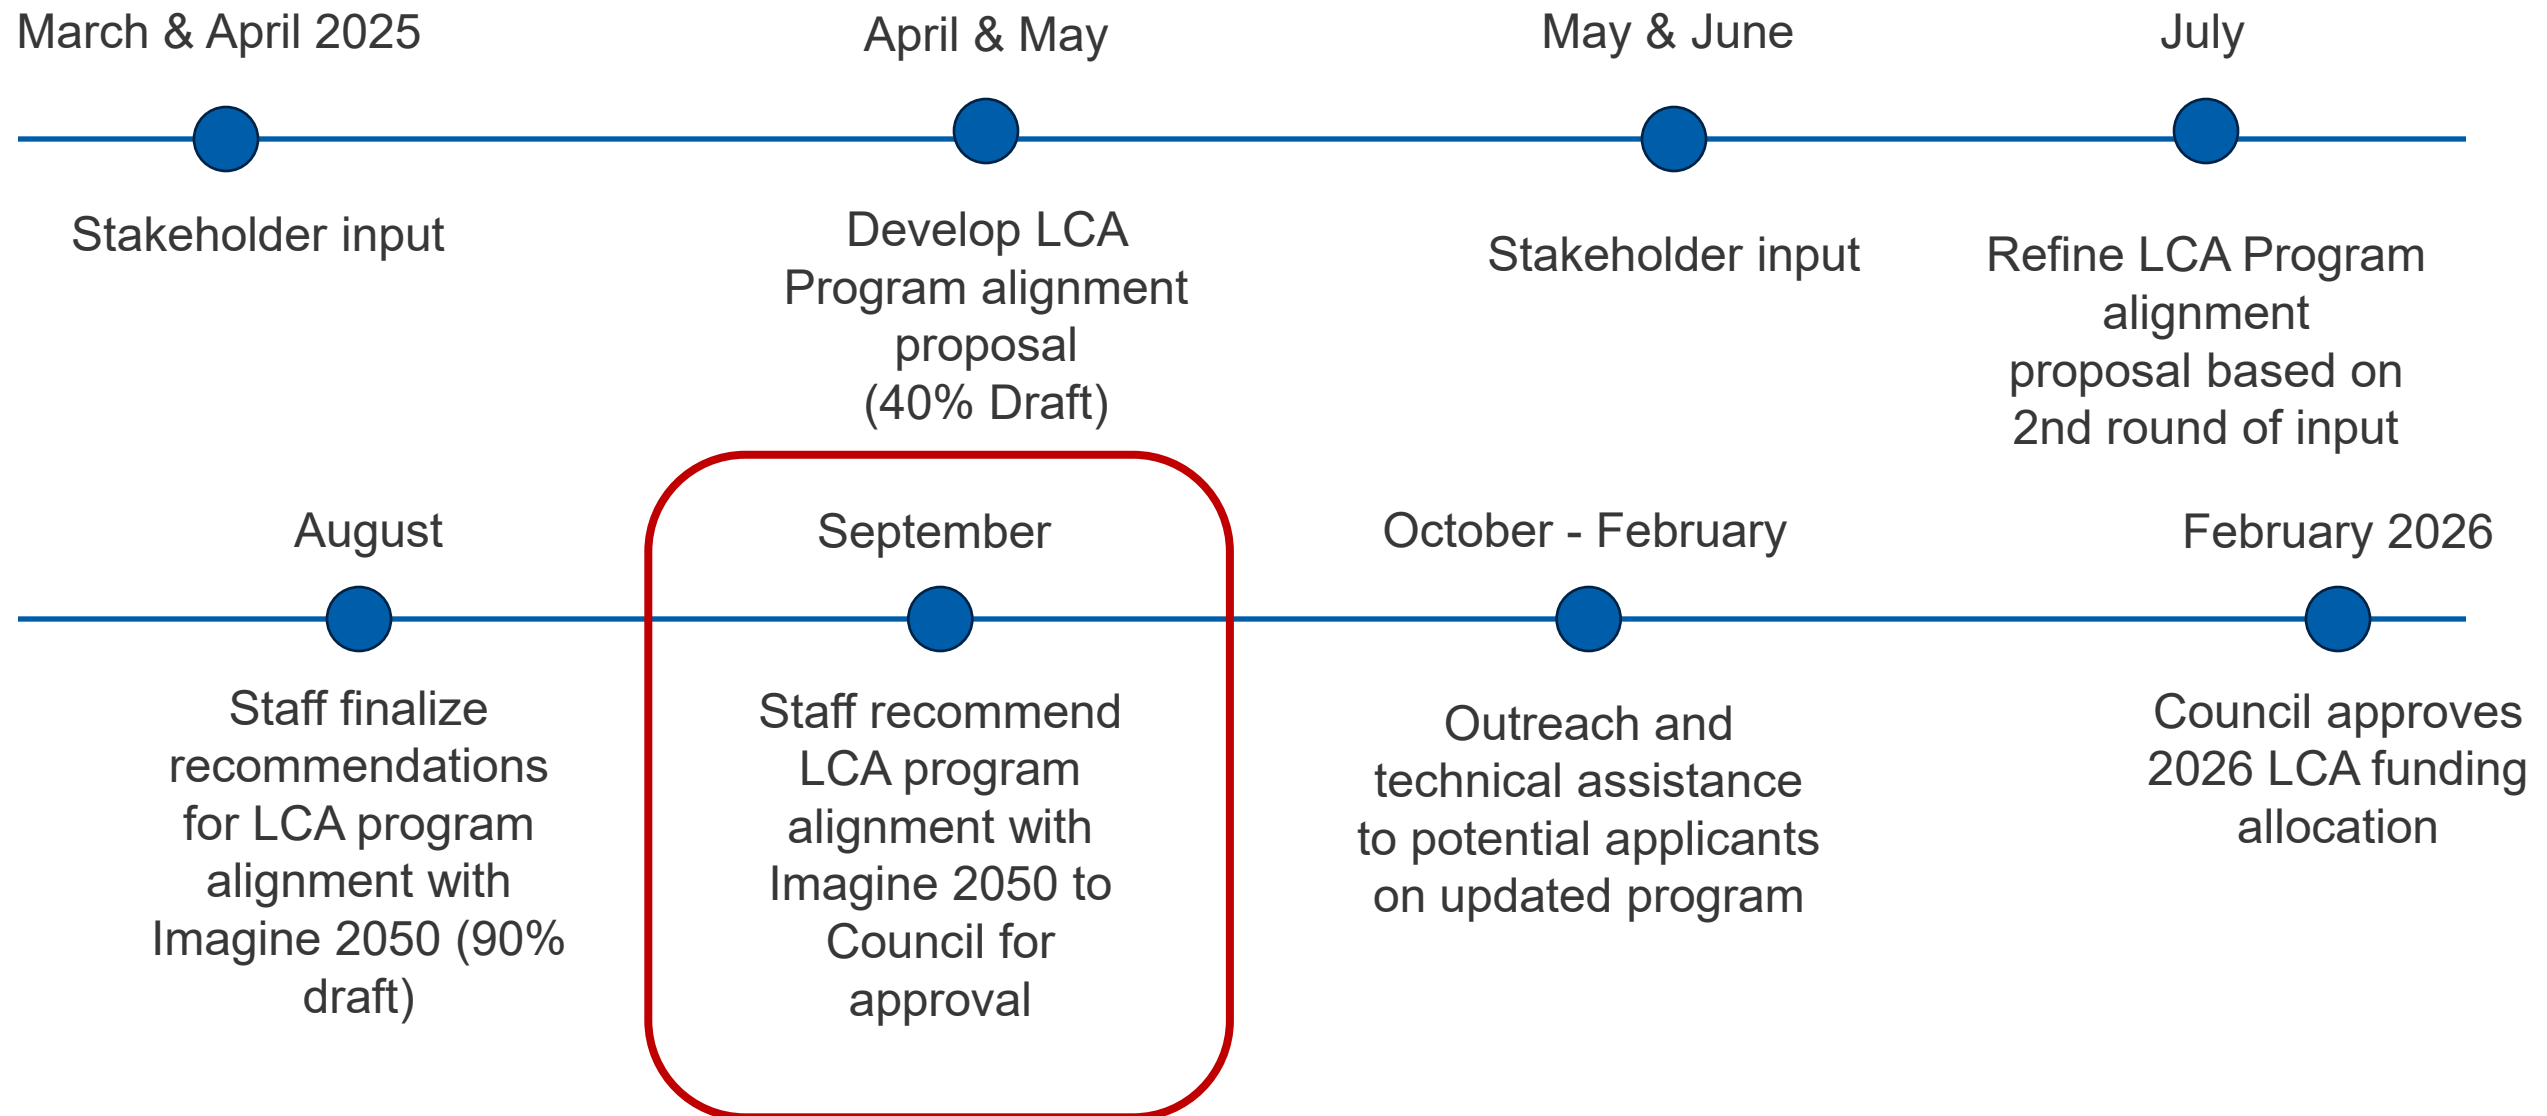 March & April 2025
Stakeholder input
April & May
Develop LCA
Program alignment
proposal
(40% Draft)
May & June
Stakeholder input
July
Refine LCA Program
alignment
proposal based on
2nd round of input
August
Staff finalize
recommendations
for LCA program
alignment with
Imagine 2050 (90%
draft)
September
Staff recommend
LCA program
alignment with
Imagine 2050 to
Council for
approval
October - February
Outreach and
technical assistance
to potential applicants
on updated program
February 2026
Council approves
2026 LCA funding
allocation